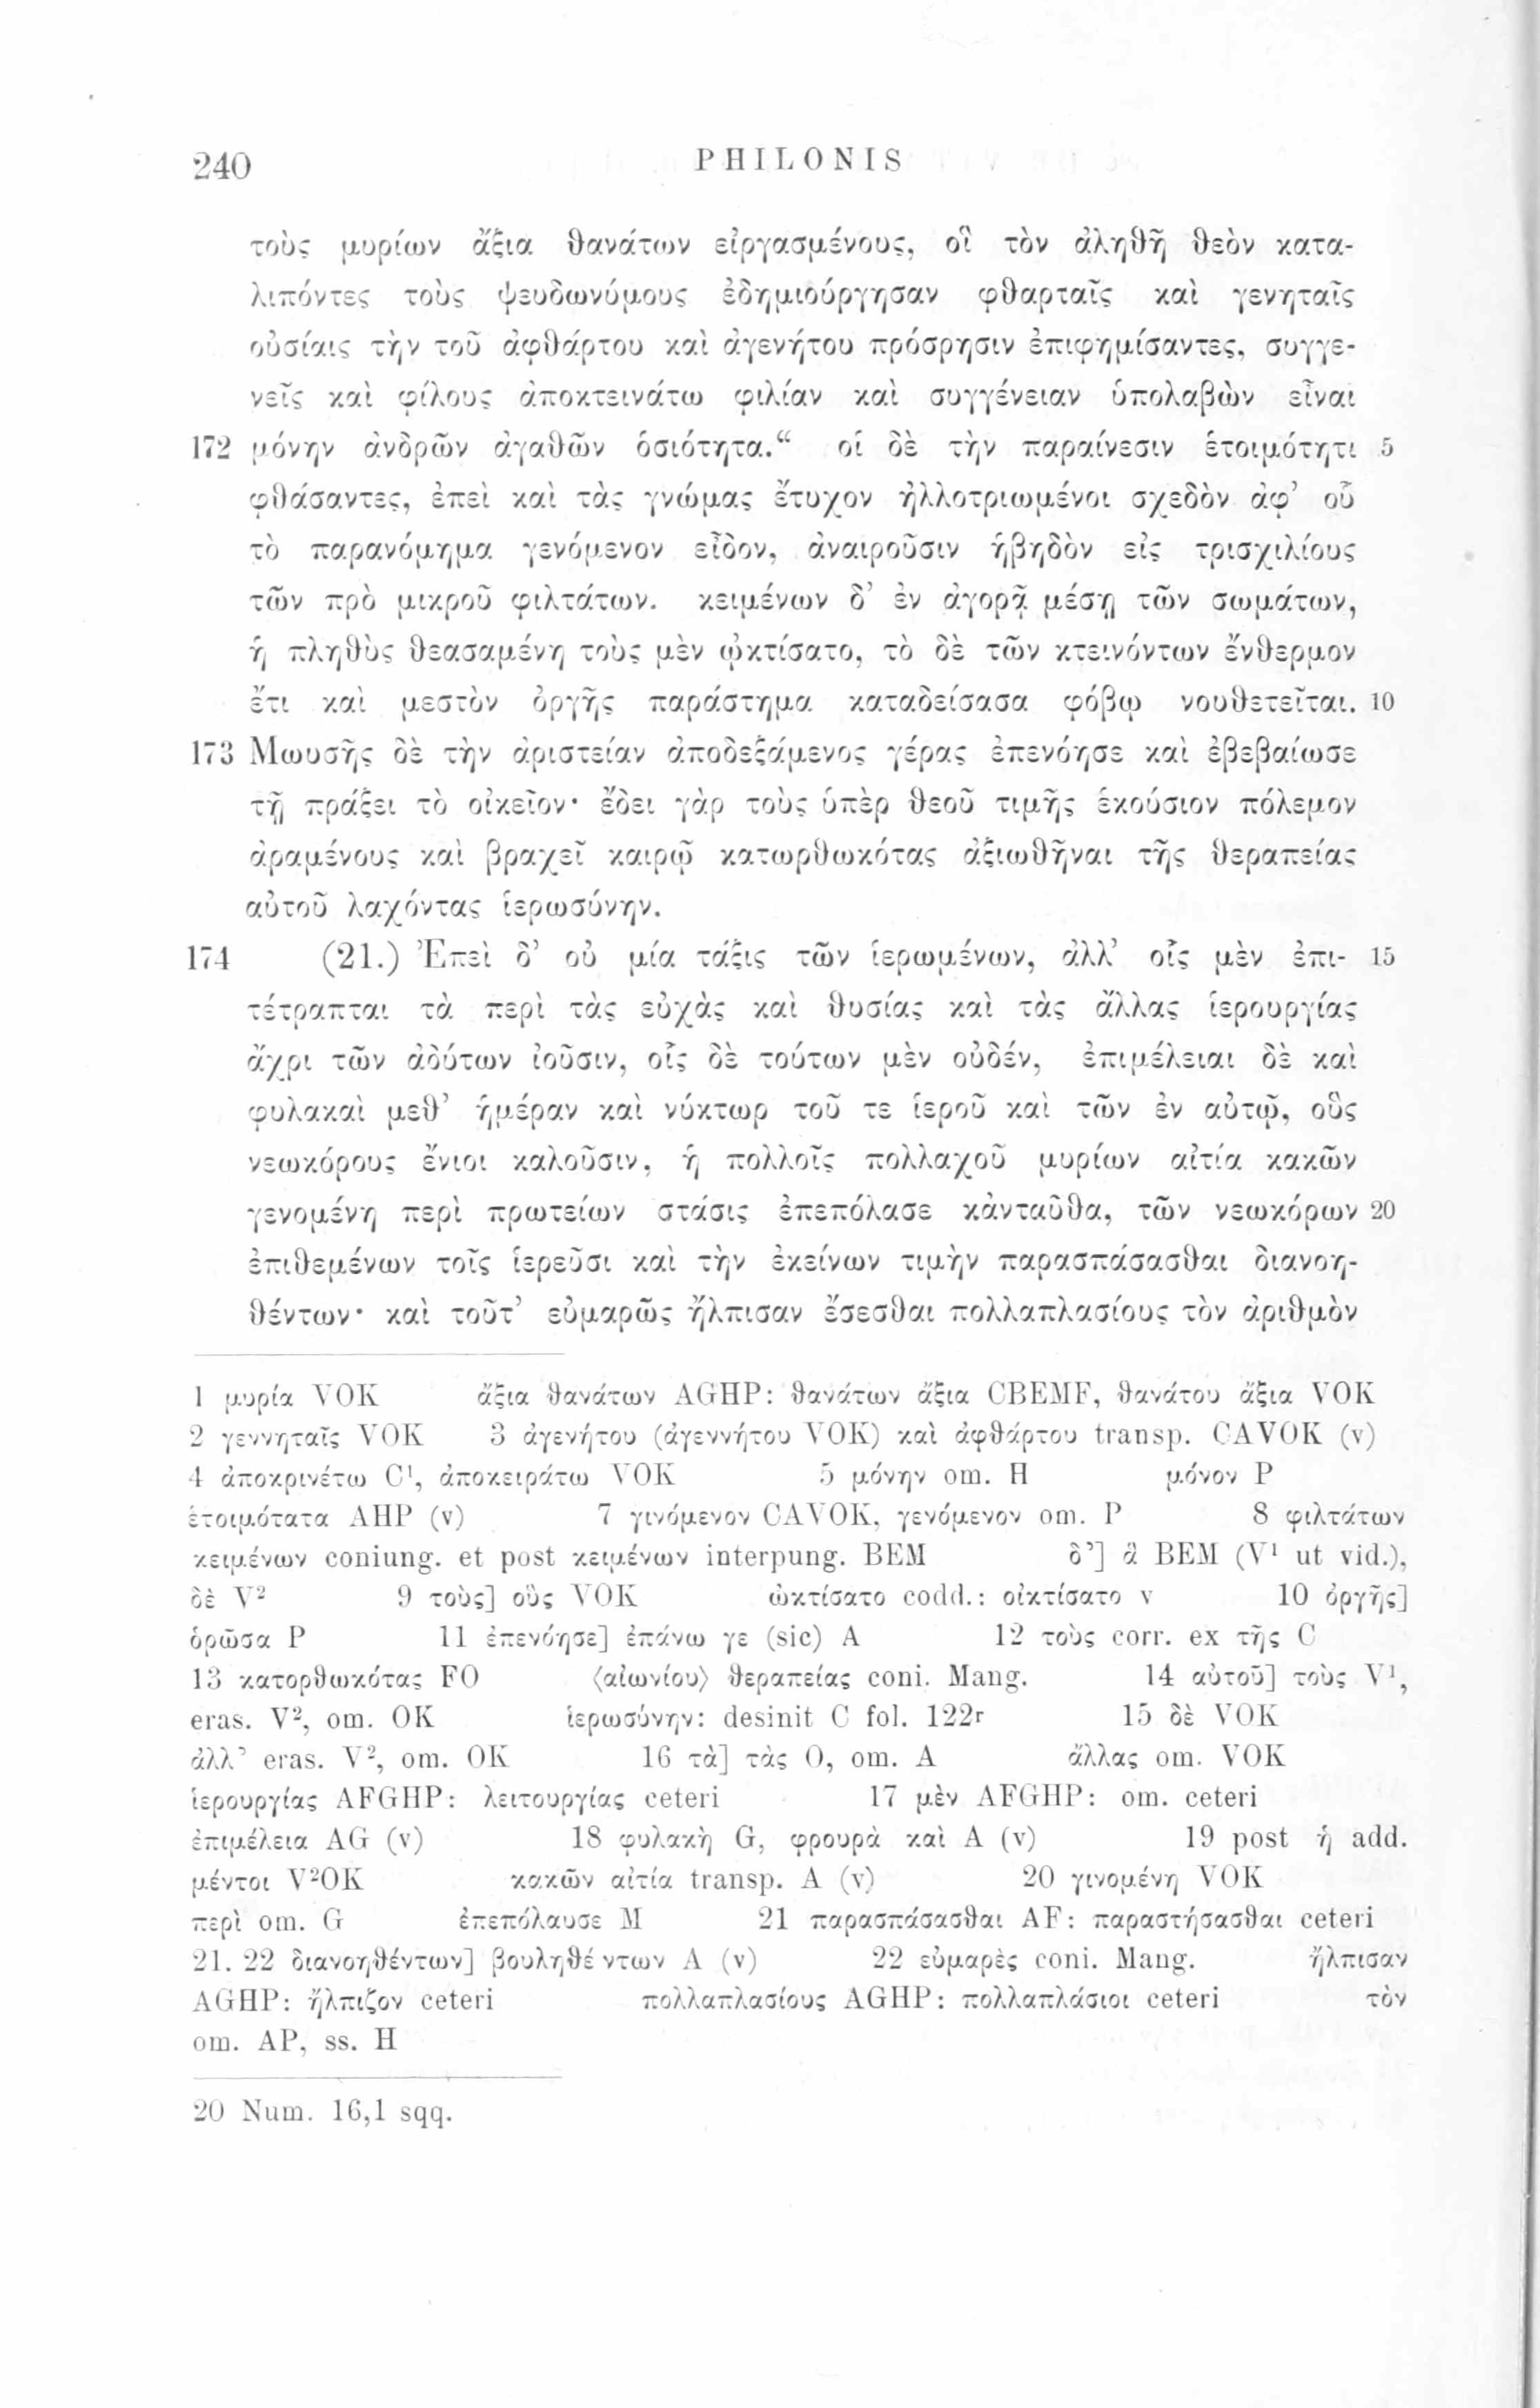 240 PHILONIS
τοὺς μυρίων ἄξια θανάτων εἰργασμένους, οἳ τὸν ἀληθῆ θεὸν κατα-
λιπόντες τοὺς ψευδωνύμους ἐδημιούργησαν φθαρταῖς καὶ γενηταῖς
οὐσίαις τὴν τοῦ ἀφθάρτου καὶ ἀγενήτου πρόσρησιν ἐπιφημίσαντες, συγγε-
νεῖς καὶ φίλους ἀποκτεινάτω φιλίαν καὶ συγγένειαν ὑπολαβὼν εἶναι
172 μόνην ἀνδρῶν ἀγαθῶν ὁσιότητα.“ οἱ δὲ τὴν παραίνεσιν ἑτοιμότητι 5
φθάσαντες, ἐπεὶ καὶ τὰς γνώμας ἔτυχον ἠλλοτριωμένοι σχεδὸν ἀφ’ οὗ
τὸ παρανόμημα γενόμενον εἶδον, ἀναιροῦσιν ἡβηδὸν εἰς τρισχιλίους
τῶν πρὸ μικροῦ φιλτάτων. κειμένων δ’ ἐν ἀγορᾷ μέσῃ τῶν σωμάτων,
ἡ πληθὺς θεασαμένη τοὺς μὲν ᾠκτίσατο, τὸ δὲ τῶν κτεινόντων ἔνθερμον
ἔτι καὶ μεστὸν ὀργῆς παράστημα καταδείσασα φόβῳ νουθετεῖται. 10
173 Μωυσῆς δὲ τὴν ἀριστείαν ἀποδεξάμενος γέρας ἐπενόησε καὶ ἐβεβαίωσε
τῇ πράξει τὸ οἰκεῖον· ἔδει γὰρ τοὺς ὑπὲρ θεοῦ τιμῆς ἑκούσιον πόλεμον
ἀραμένους καὶ βραχεῖ καιρῷ κατωρθωκότας ἀξιωθῆναι τῆς θεραπείας
αὐτοῦ λαχόντας ἱερωσύνην.
174 (21.) Ἐπεὶ δ’ οὐ μία τάξις τῶν ἱερωμένων, ἀλλ’ οἷς μὲν ἐπι- 15
τέτραπται τὰ περὶ τὰς εὐχὰς καὶ θυσίας καὶ τὰς ἄλλας ἱερουργίας
ἄχρι τῶν ἀδύτων ἰοῦσιν, οἷς δὲ τούτων μὲν οὐδέν, ἐπιμέλειαι δὲ καὶ
φυλακαὶ μεθ’ ἡμέραν καὶ νύκτωρ τοῦ τε ἱεροῦ καὶ τῶν ἐν αὐτῷ, οὓς
νεωκόρους ἔνιοι καλοῦσιν, ἡ πολλοῖς πολλαχοῦ μυρίων αἰτία κακῶν
γενομένη περὶ πρωτείων στάσις ἐπεπόλασε κἀνταῦθα, τῶν νεωκόρων 20
ἐπιθεμένων τοῖς ἱερεῦσι καὶ τὴν ἐκείνων τιμὴν παρασπάσασθαι διανοη-
θέντων· καὶ τοῦτ’ εὐμαρῶς ἤλπισαν ἔσεσθαι πολλαπλασίους τὸν ἀριθμὸν
1 μυρία VOK ἄξια θανάτων AGHP: θανάτων ἄξια CBEMF, θανάτου ἄξια VOK
2 γεννηταῖς VOK 3 ἀγενήτου (ἀγεννήτου VOK) καὶ ἀφθάρτου transp. CAVOK (v)
4 ἀποκρινέτω C¹, ἀποκειράτω VOK 5 μόνην om. H μόνον P
ἑτοιμότατα AHP (v) 7 γινόμενον CAVOK, γενόμενον om. P 8 φιλτάτων
κειμένων coniung. et post κειμένων interpung. BEM δ’] ἃ BEM (V¹ ut vid.),
δὲ V² 9 τοὺς] οὓς VOK ὠκτίσατο codd.: οἰκτίσατο v 10 ὀργῆς]
ὁρῶσα P 11 ἐπενόησε] ἐπάνω γε (sic) A 12 τοὺς corr. ex τῆς C
13 κατορθωκότας FO ⟨αἰωνίου⟩ θεραπείας coni. Mang. 14 αὐτοῦ] τοὺς V¹,
eras. V², om. OK ἱερωσύνην: desinit C fol. 122r 15 δὲ VOK
ἀλλ’ eras. V², om. OK 16 τὰ] τὰς O, om. A ἄλλας om. VOK
ἱερουργίας AFGHP: λειτουργίας ceteri 17 μὲν AFGHP: om. ceteri
ἐπιμέλεια AG (v) 18 φυλακὴ G, φρουρὰ καὶ A (v) 19 post ἡ add.
μέντοι V²OK κακῶν αἰτία transp. A (v) 20 γινομένη VOK
περὶ om. G ἐπεπόλαυσε M 21 παρασπάσασθαι AF: παραστήσασθαι ceteri
21. 22 διανοηθέντων] βουληθέντων A (v) 22 εὐμαρὲς coni. Mang. ἤλπισαν
AGHP: ἤλπιζον ceteri πολλαπλασίους AGHP: πολλαπλάσιοι ceteri τὸν
om. AP, ss. H
20 Num. 16,1 sqq.